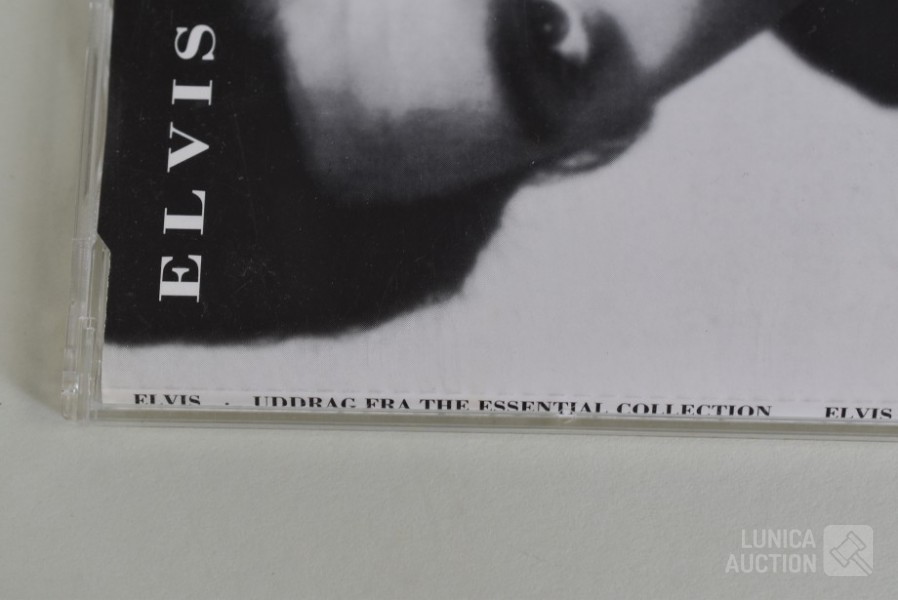 ELVIS
ELVIS · UDDRAG FRA THE ESSENTIAL COLLECTION ELVIS
LUNICA
AUCTION